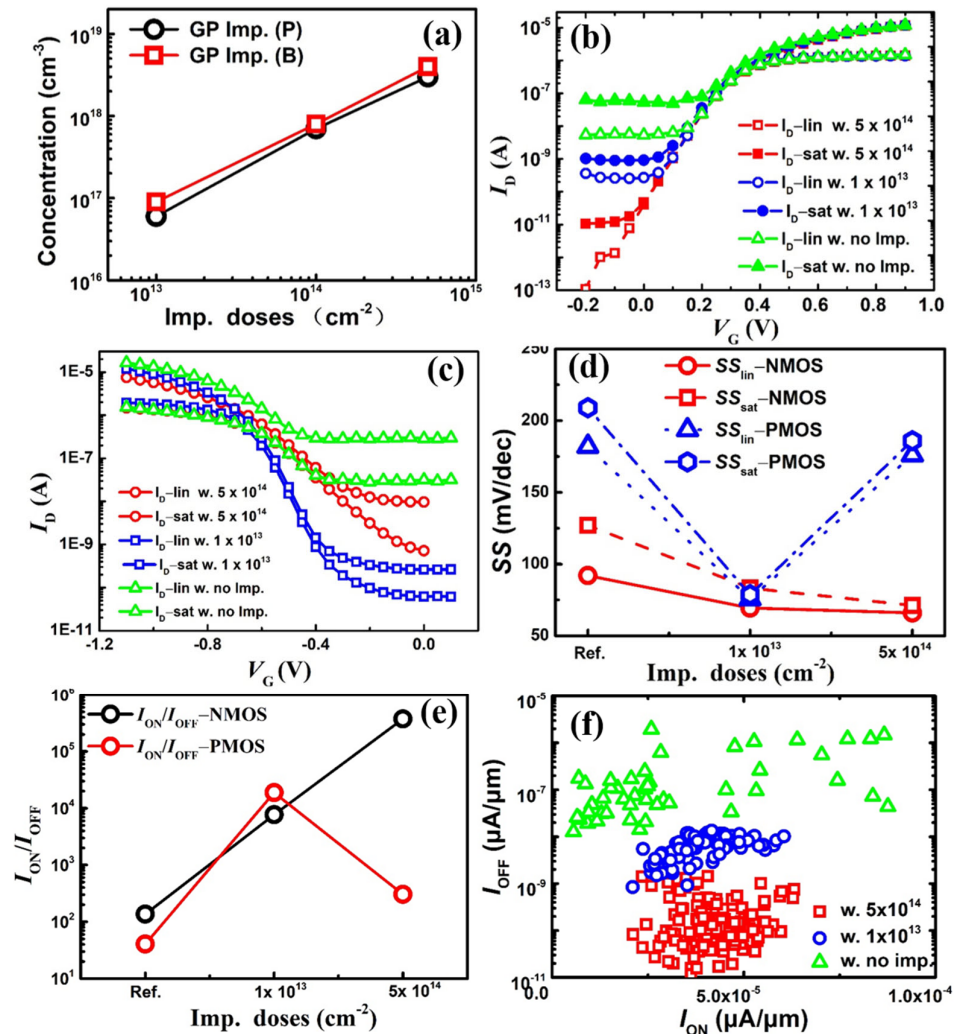 (a)
GP Imp. (P)
GP Imp. (B)
Concentration (cm⁻³)
10¹⁹
10¹⁸
10¹⁷
10¹⁶
10¹³ 10¹⁴ 10¹⁵
Imp. doses (cm⁻²)
(b)
I_D (A)
10⁻⁵
10⁻⁷
10⁻⁹
10⁻¹¹
10⁻¹³
I_D–lin w. 5 x 10¹⁴
I_D–sat w. 5 x 10¹⁴
I_D–lin w. 1 x 10¹³
I_D–sat w. 1 x 10¹³
I_D–lin w. no Imp.
I_D–sat w. no Imp.
-0.2 0.0 0.2 0.4 0.6 0.8 1.0
V_G (V)
(c)
I_D (A)
1E-5
1E-7
1E-9
1E-11
I_D–lin w. 5 x 10¹⁴
I_D–sat w. 5 x 10¹⁴
I_D–lin w. 1 x 10¹³
I_D–sat w. 1 x 10¹³
I_D–lin w. no Imp.
I_D–sat w. no Imp.
-1.2 -0.8 -0.4 0.0
V_G (V)
(d)
SS (mV/dec)
250
200
150
100
50
SS_lin–NMOS
SS_sat–NMOS
SS_lin–PMOS
SS_sat–PMOS
Ref. 1x 10¹³ 5x 10¹⁴
Imp. doses (cm⁻²)
(e)
I_ON/I_OFF
10⁶
10⁵
10⁴
10³
10²
10¹
I_ON/I_OFF–NMOS
I_ON/I_OFF–PMOS
Ref. 1x 10¹³ 5x 10¹⁴
Imp. doses (cm⁻²)
(f)
I_OFF (μA/μm)
10⁻⁵
10⁻⁷
10⁻⁹
10⁻¹¹
w. 5x10¹⁴
w. 1x10¹³
w. no imp.
0.0 5.0x10⁻⁵ 1.0x10⁻⁴
I_ON (μA/μm)